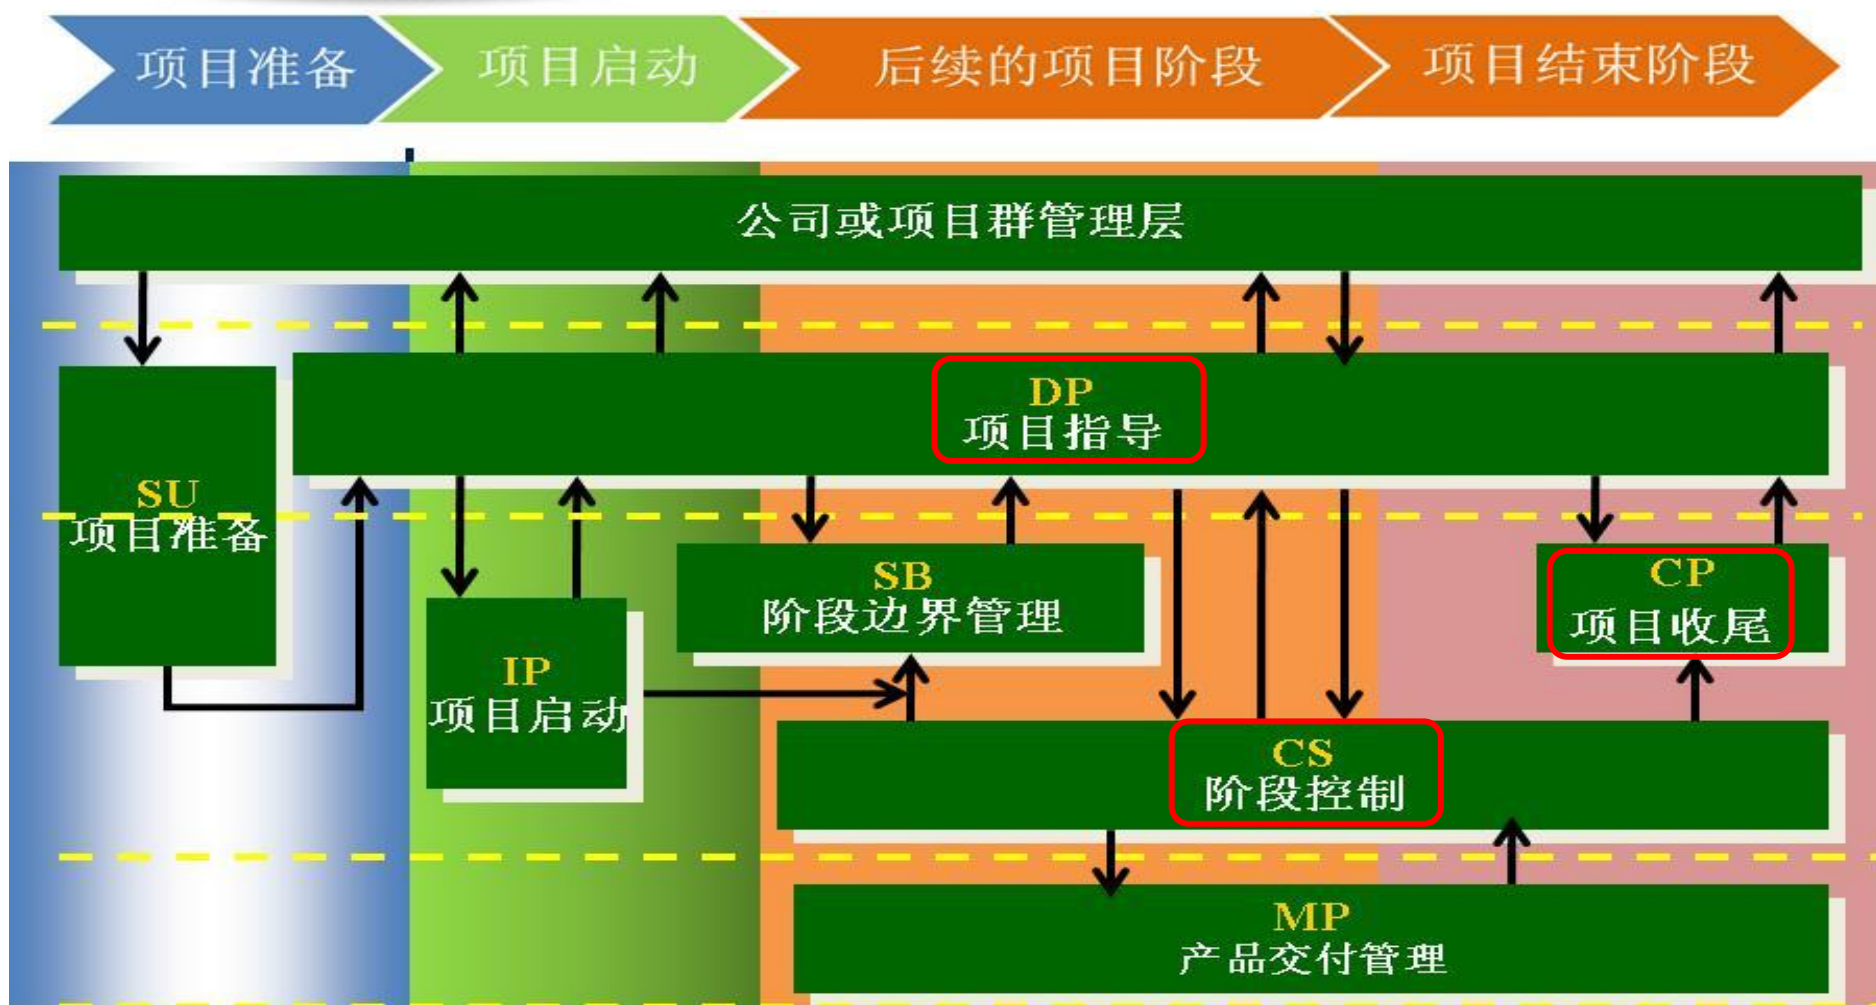 项目准备
项目启动
后续的项目阶段
项目结束阶段
公司或项目群管理层
DP
项目指导
SU
项目准备
SB
阶段边界管理
CP
项目收尾
IP
项目启动
CS
阶段控制
MP
产品交付管理